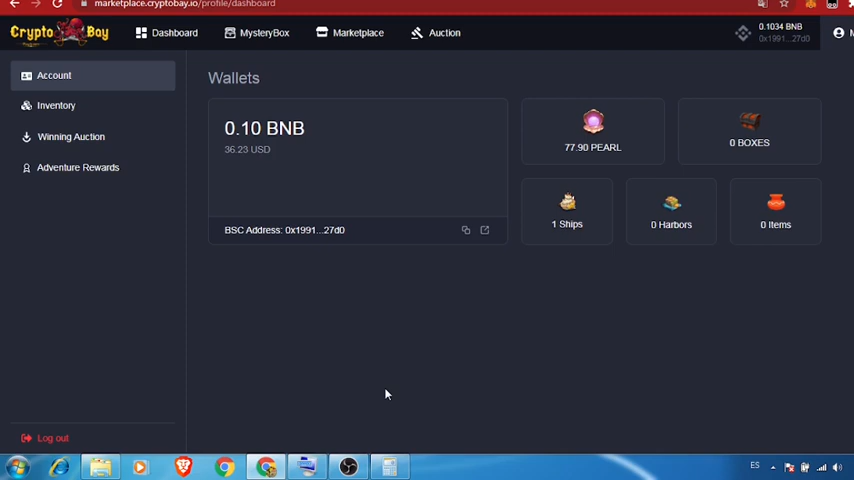 marketplace.cryptobay.io/profile/dashboard
Crypto Bay
Dashboard
MysteryBox
Marketplace
Auction
0.1034 BNB
0x1991...27d0
M
Account
Inventory
Winning Auction
Adventure Rewards
Log out
Wallets
0.10 BNB
36.23 USD
BSC Address: 0x1991...27d0
77.90 PEARL
0 BOXES
1 Ships
0 Harbors
0 Items
ES